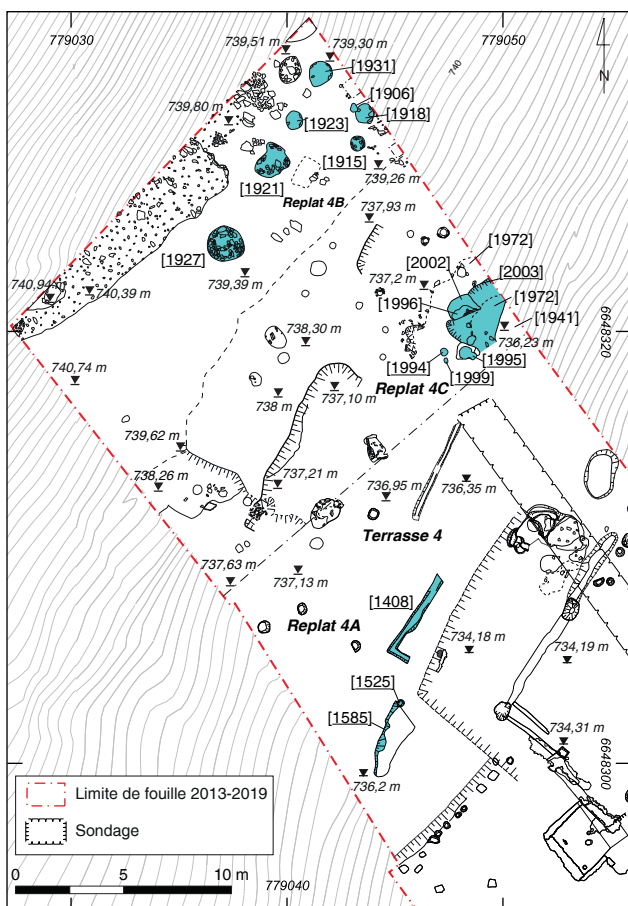 779030
739,51 m
739,30 m
779050
[1931]
740
N
[1906]
739,80 m
[1918]
[1923]
[1915]
739,26 m
[1921]
Replat 4B
737,93 m
[1927]
[1972]
[2002]
[2003]
740,94 m
740,39 m
739,39 m
737,2 m
[1996]
[1972]
[1941]
6648320
738,30 m
736,23 m
[1994]
[1995]
740,74 m
[1999]
738 m
737,10 m
Replat 4C
739,62 m
738,26 m
737,21 m
736,95 m
736,35 m
Terrasse 4
737,63 m
737,13 m
[1408]
Replat 4A
734,18 m
734,19 m
[1525]
[1585]
734,31 m
736,2 m
6648300
Limite de fouille 2013-2019
Sondage
0 5 10 m
779040